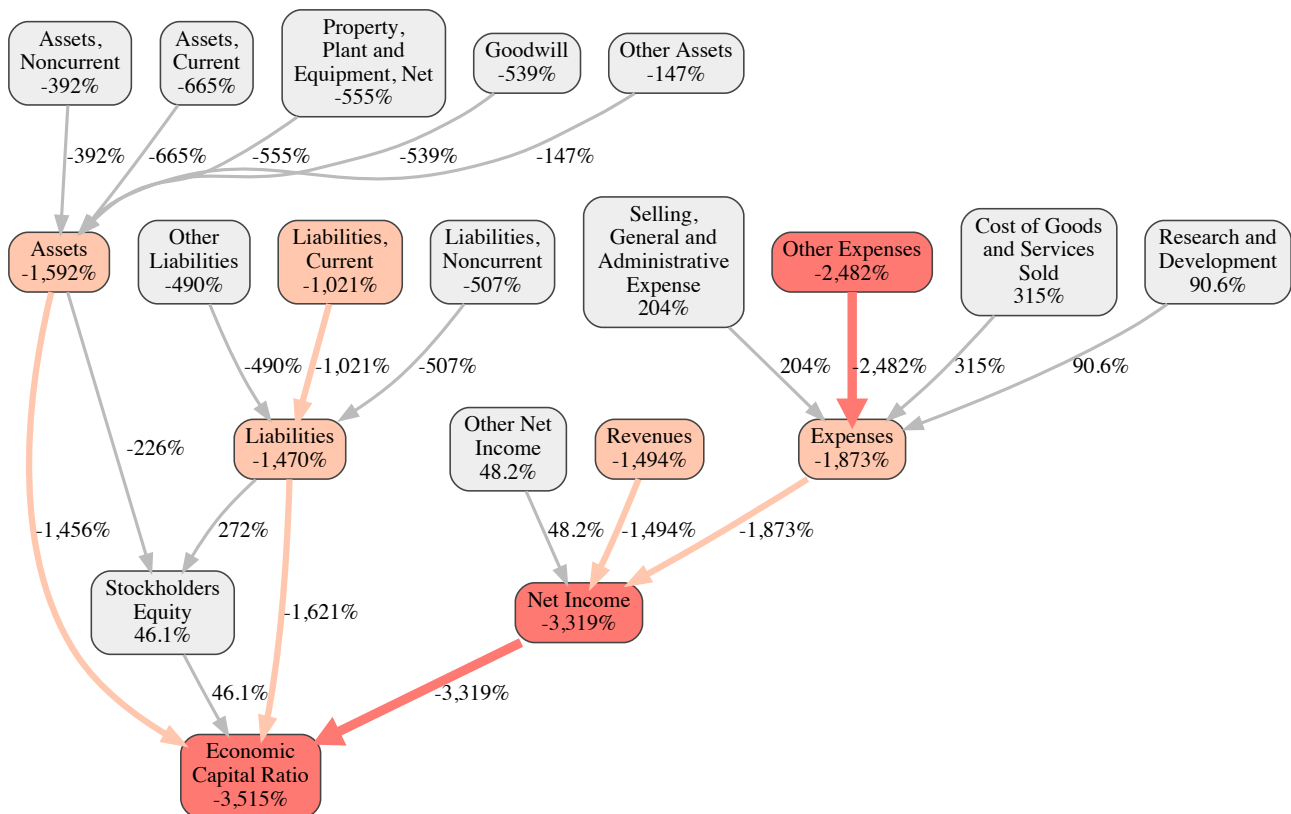 Assets,
Noncurrent
-392%
Assets,
Current
-665%
Property,
Plant and
Equipment, Net
-555%
Goodwill
-539%
Other Assets
-147%
-392%
-665%
-555%
-539%
-147%
Assets
-1,592%
Other
Liabilities
-490%
Liabilities,
Current
-1,021%
Liabilities,
Noncurrent
-507%
Selling,
General and
Administrative
Expense
204%
Other Expenses
-2,482%
Cost of Goods
and Services
Sold
315%
Research and
Development
90.6%
-490%
-1,021%
-507%
204%
-2,482%
315%
90.6%
-226%
Liabilities
-1,470%
Other Net
Income
48.2%
Revenues
-1,494%
Expenses
-1,873%
-1,456%
272%
48.2%
-1,494%
-1,873%
Stockholders
Equity
46.1%
-1,621%
Net Income
-3,319%
46.1%
-3,319%
Economic
Capital Ratio
-3,515%